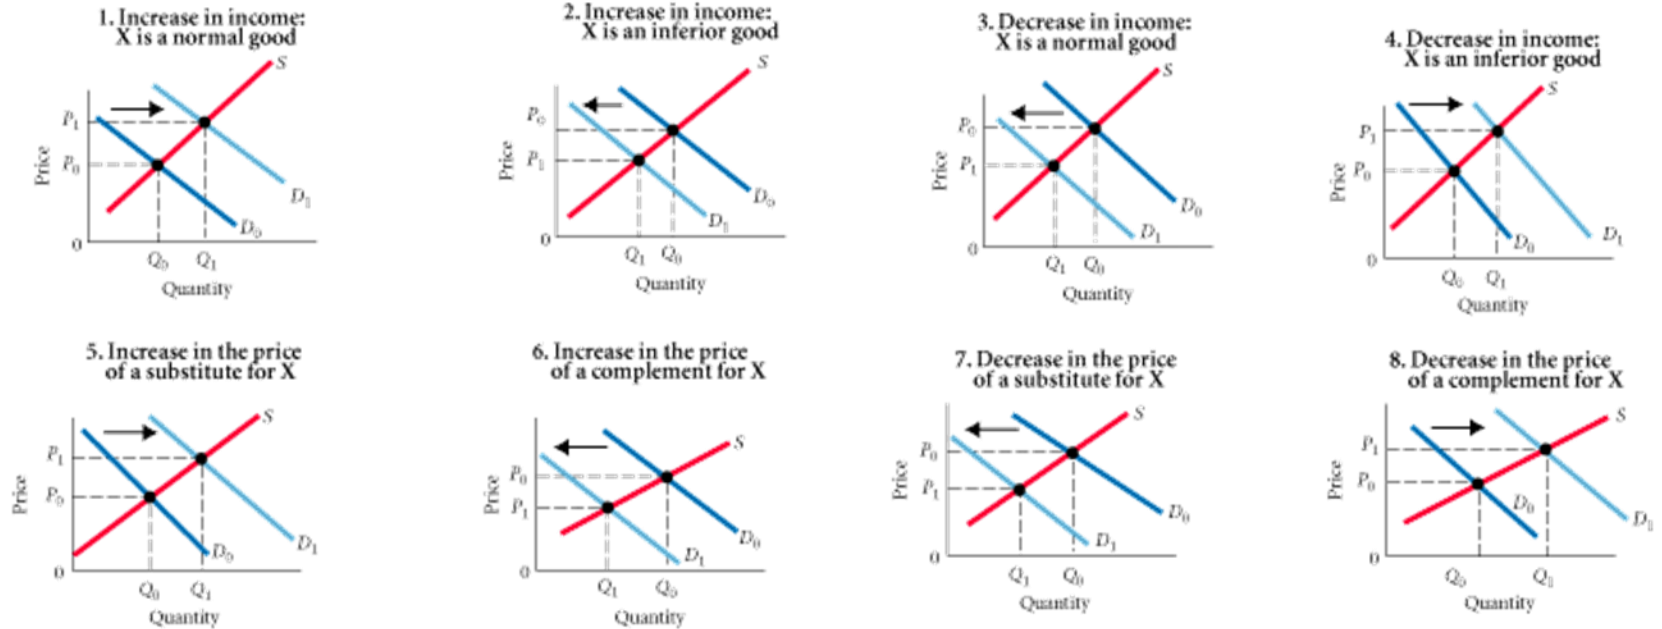 1. Increase in income:
X is a normal good
S
P₁
P₀
Price
D₁
D₀
0
Q₀ Q₁
Quantity
2. Increase in income:
X is an inferior good
S
P₀
P₁
Price
D₀
D₁
0
Q₁ Q₀
Quantity
3. Decrease in income:
X is a normal good
S
P₀
P₁
Price
D₀
D₁
0
Q₁ Q₀
Quantity
4. Decrease in income:
X is an inferior good
S
P₁
P₀
Price
D₀ D₁
0
Q₀ Q₁
Quantity
5. Increase in the price
of a substitute for X
S
P₁
P₀
Price
D₀ D₁
0
Q₀ Q₁
Quantity
6. Increase in the price
of a complement for X
S
P₀
P₁
Price
D₀
D₁
0
Q₁ Q₀
Quantity
7. Decrease in the price
of a substitute for X
S
P₀
P₁
Price
D₀
D₁
0
Q₁ Q₀
Quantity
8. Decrease in the price
of a complement for X
S
P₁
P₀
Price
D₀
D₁
0
Q₀ Q₁
Quantity